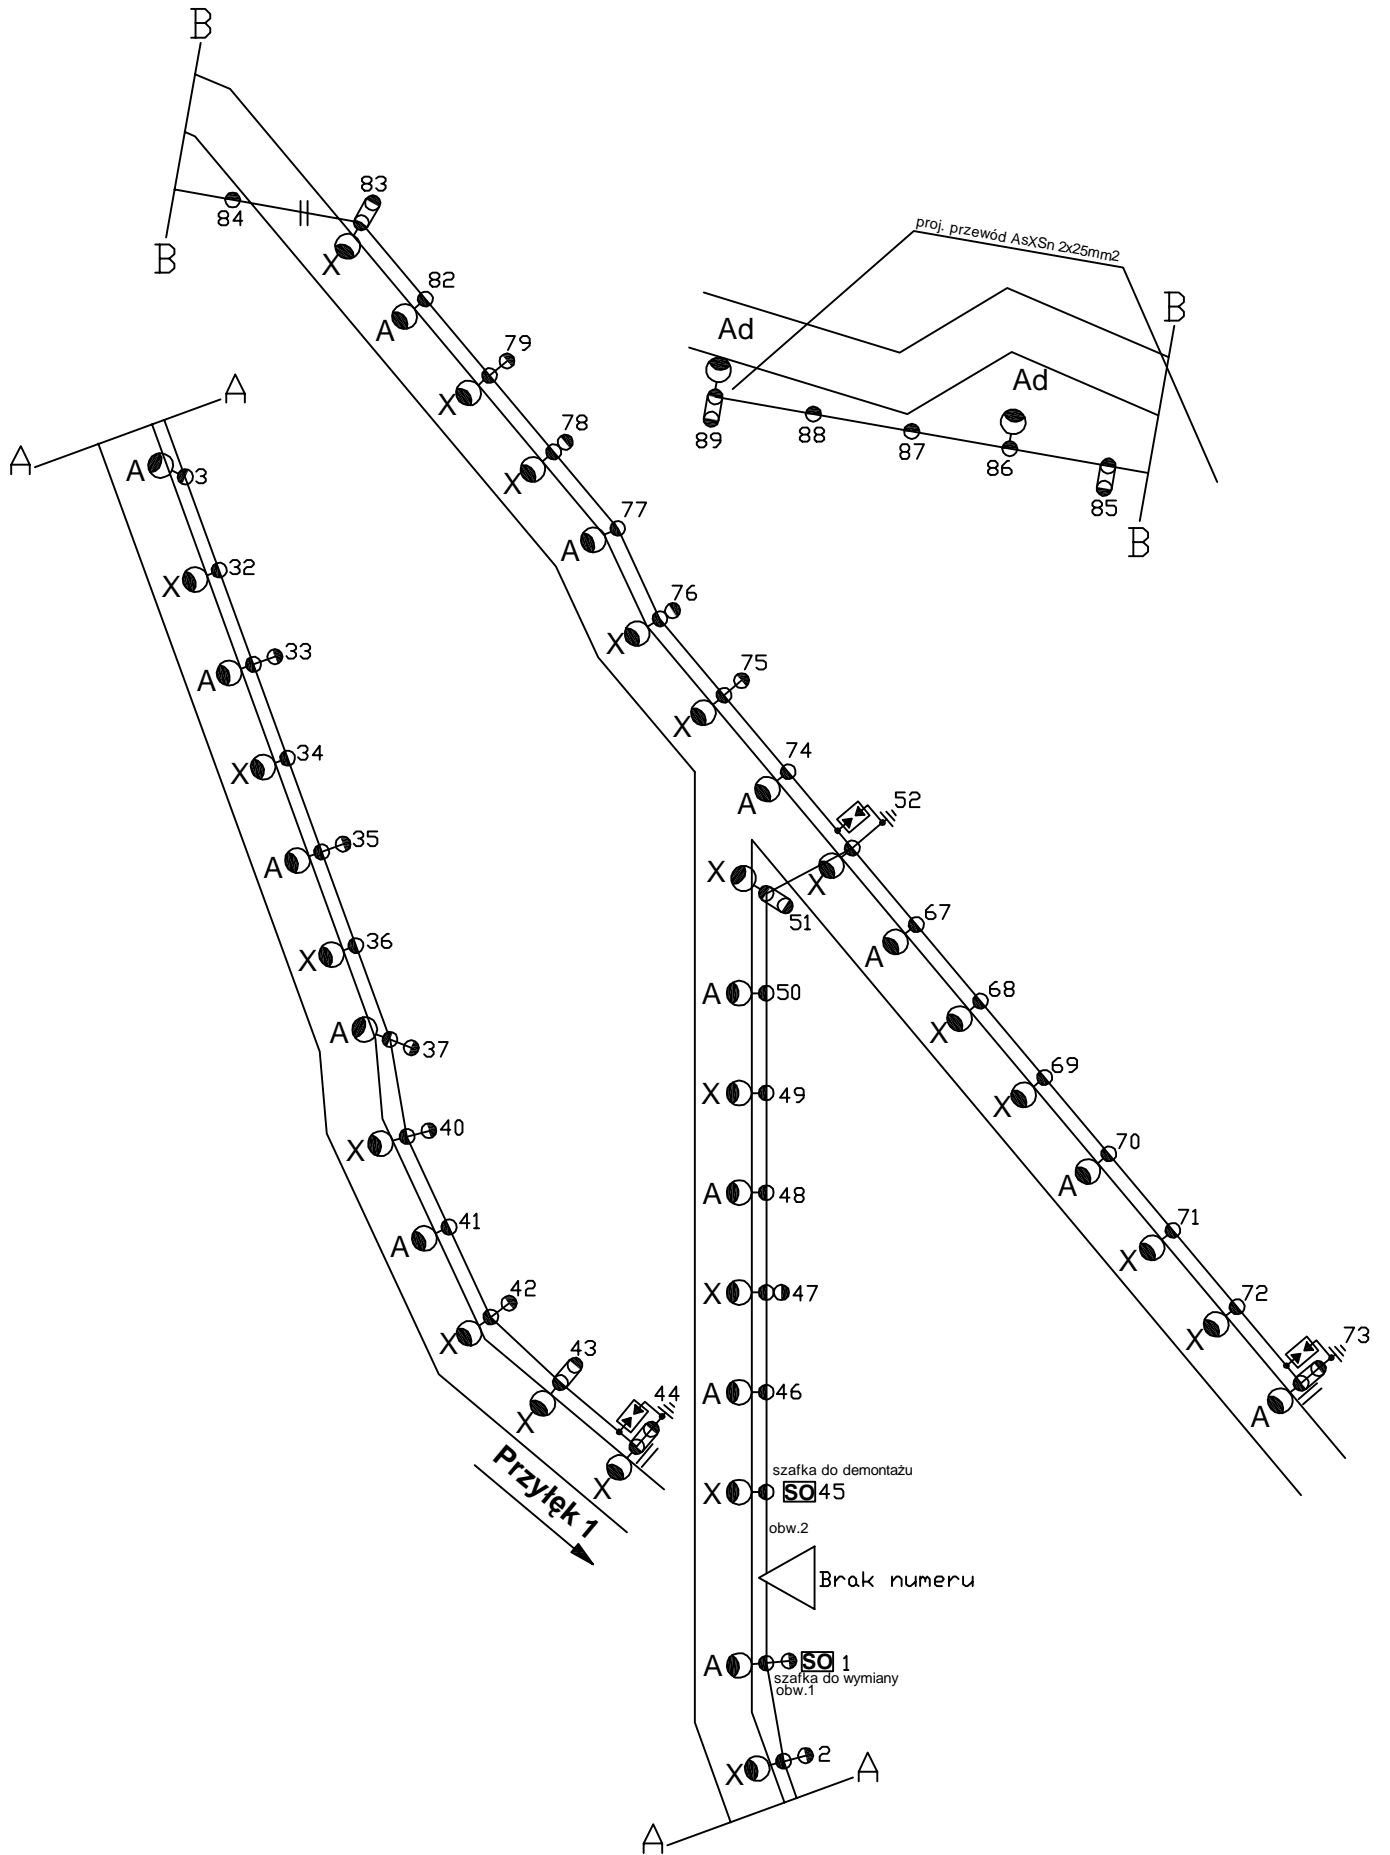 B
83
84
X
B
82
A
79
X
78
X
77
A
76
X
75
X
74
A
52
X
67
A
68
X
69
X
70
A
71
X
72
X
73
A
proj. przewód AsXSn 2x25mm2
B
Ad
Ad
89
88
87
86
85
B
A
A
A
3
X
32
A
33
X
34
A
35
X
36
A
37
X
40
A
41
X
42
X
43
X
44
Przyłęk 1
X
51
A
50
X
49
A
48
X
47
A
46
szafka do demontażu
X
SO 45
obw.2
Brak numeru
A
SO 1
szafka do wymiany
obw.1
X
2
A
A